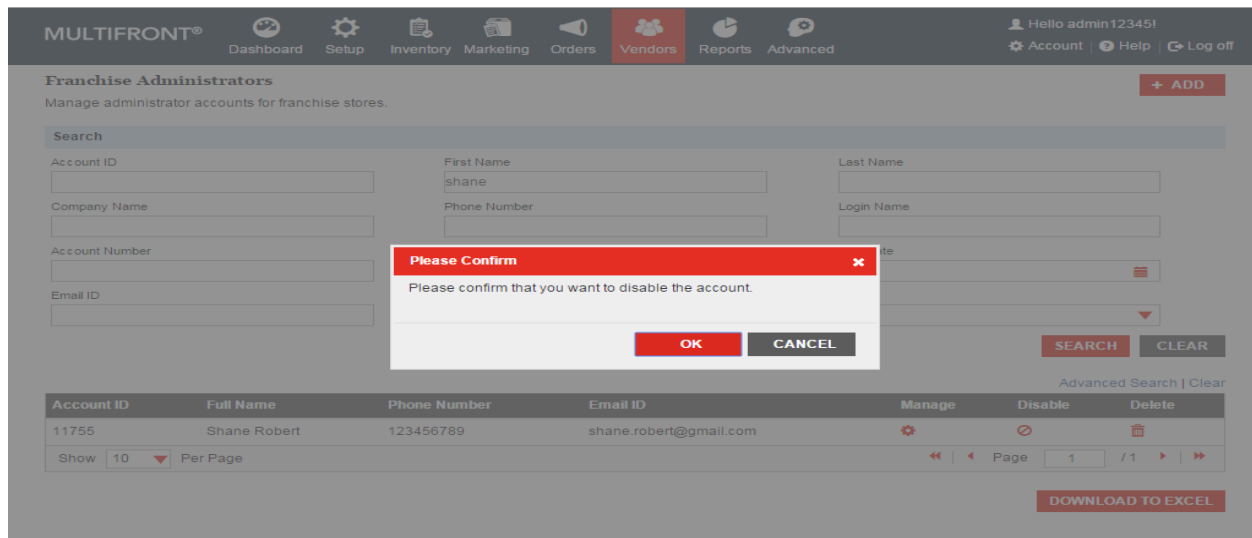 MULTIFRONT®
Dashboard Setup Inventory Marketing Orders Vendors Reports Advanced
Hello admin12345!
Account | Help | Log off
Franchise Administrators
+ ADD
Manage administrator accounts for franchise stores.
Search
Account ID First Name Last Name
shane
Company Name Phone Number Login Name
Account Number
Please Confirm
Please confirm that you want to disable the account.
Email ID
OK CANCEL
SEARCH CLEAR
Advanced Search | Clear
Account ID Full Name Phone Number Email ID Manage Disable Delete
11755 Shane Robert 123456789 shane.robert@gmail.com
Show 10 Per Page Page 1 / 1
DOWNLOAD TO EXCEL